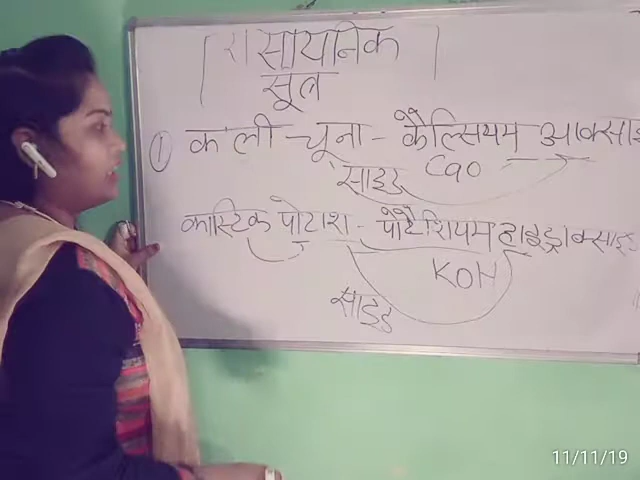 रासायनिक
सूत्र
① कली चूना - कैल्सियम आक्साइ
साइड CaO
कास्टिक पोटाश - पोटैशियम हाइड्राक्साइड
KOH
साइड
11/11/19